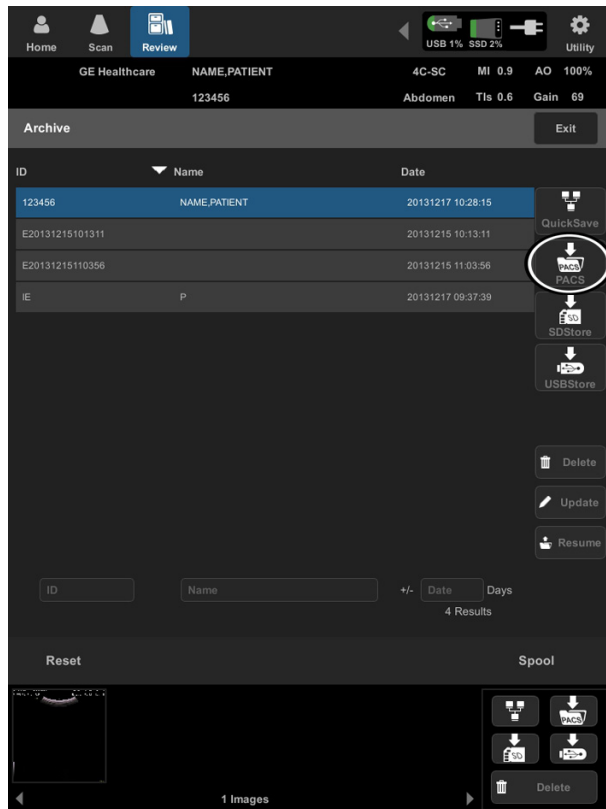 USB 1% SSD 2%
Home Scan Review Utility
GE Healthcare NAME,PATIENT 4C-SC MI 0.9 AO 100%
123456 Abdomen TIs 0.6 Gain 69
Archive Exit
ID Name Date
123456 NAME,PATIENT 20131217 10:28:15
QuickSave
E20131215101311 20131215 10:13:11
E20131215110356 20131215 11:03:56
PACS
PACS
IE P 20131217 09:37:39
SD
SDStore
USBStore
Delete
Update
Resume
ID Name +/- Date Days
4 Results
Reset Spool
PACS
SD
1 Images Delete